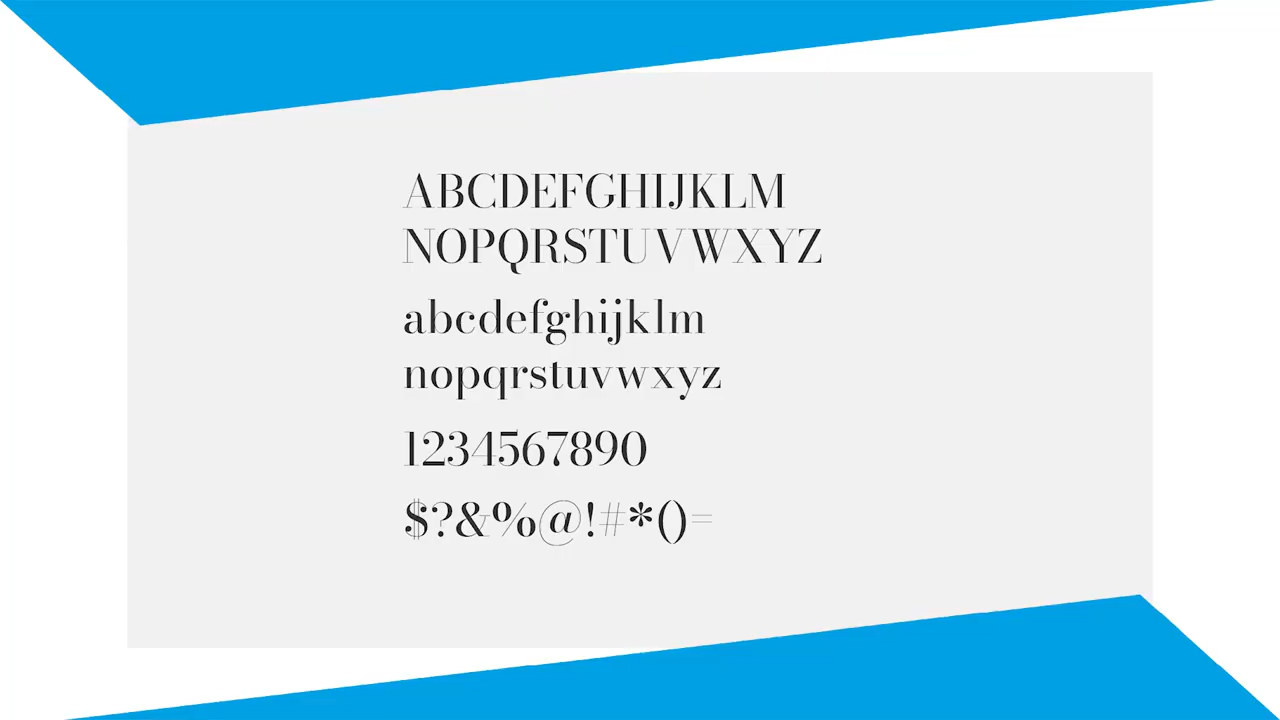 ABCDEFGHIJKLM
NOPQRSTUVWXYZ
abcdefghijklm
nopqrstuvwxyz
1234567890
$?&%@!#*()=